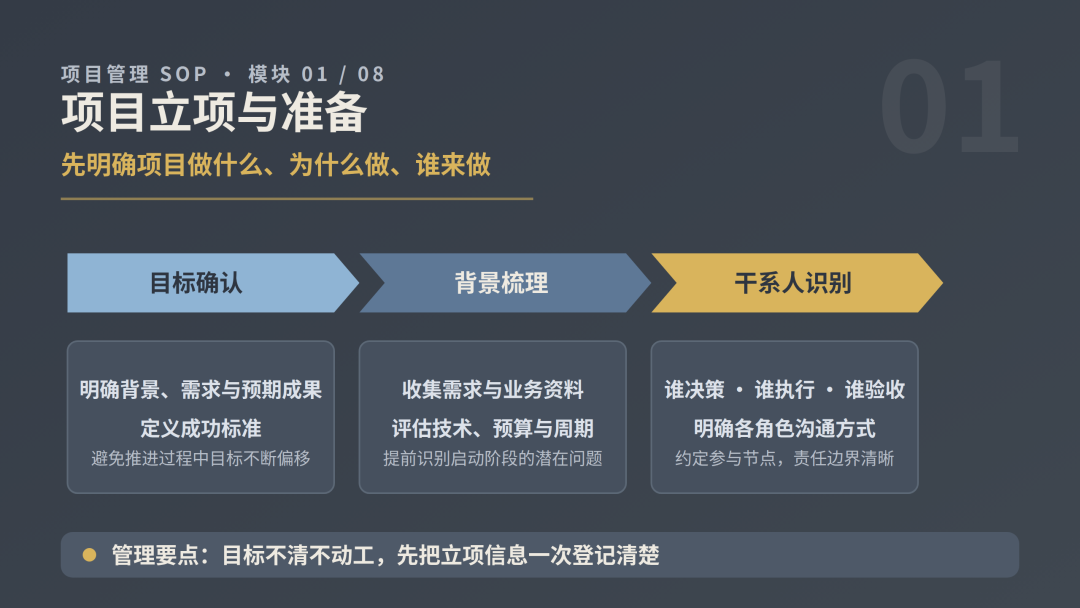 项目管理 SOP · 模块 01 / 08
01
项目立项与准备
先明确项目做什么、为什么做、谁来做
目标确认
背景梳理
干系人识别
明确背景、需求与预期成果
定义成功标准
避免推进过程中目标不断偏移
收集需求与业务资料
评估技术、预算与周期
提前识别启动阶段的潜在问题
谁决策 · 谁执行 · 谁验收
明确各角色沟通方式
约定参与节点，责任边界清晰
管理要点：目标不清不动工，先把立项信息一次登记清楚